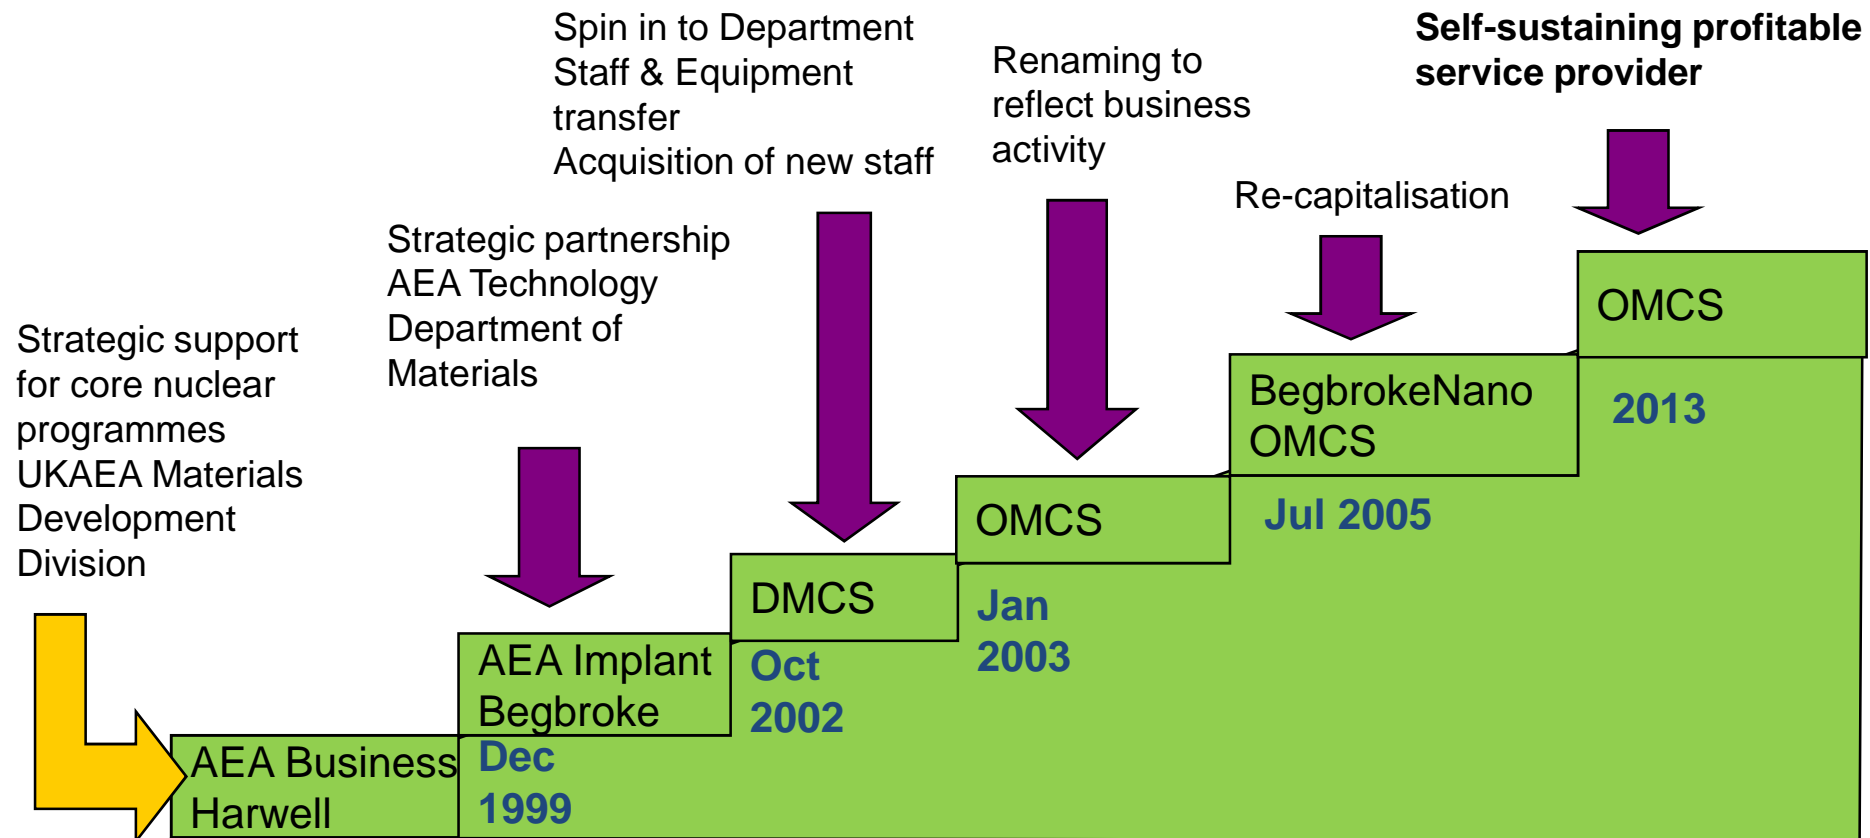 Strategic support
for core nuclear
programmes
UKAEA Materials
Development
Division
AEA Business
Harwell
Strategic partnership
AEA Technology
Department of
Materials
AEA Implant
Begbroke
Dec
1999
Spin in to Department
Staff & Equipment
transfer
Acquisition of new staff
DMCS
Oct
2002
Renaming to
reflect business
activity
OMCS
Jan
2003
Re-capitalisation
BegbrokeNano
OMCS
Jul 2005
Self-sustaining profitable
service provider
OMCS
2013